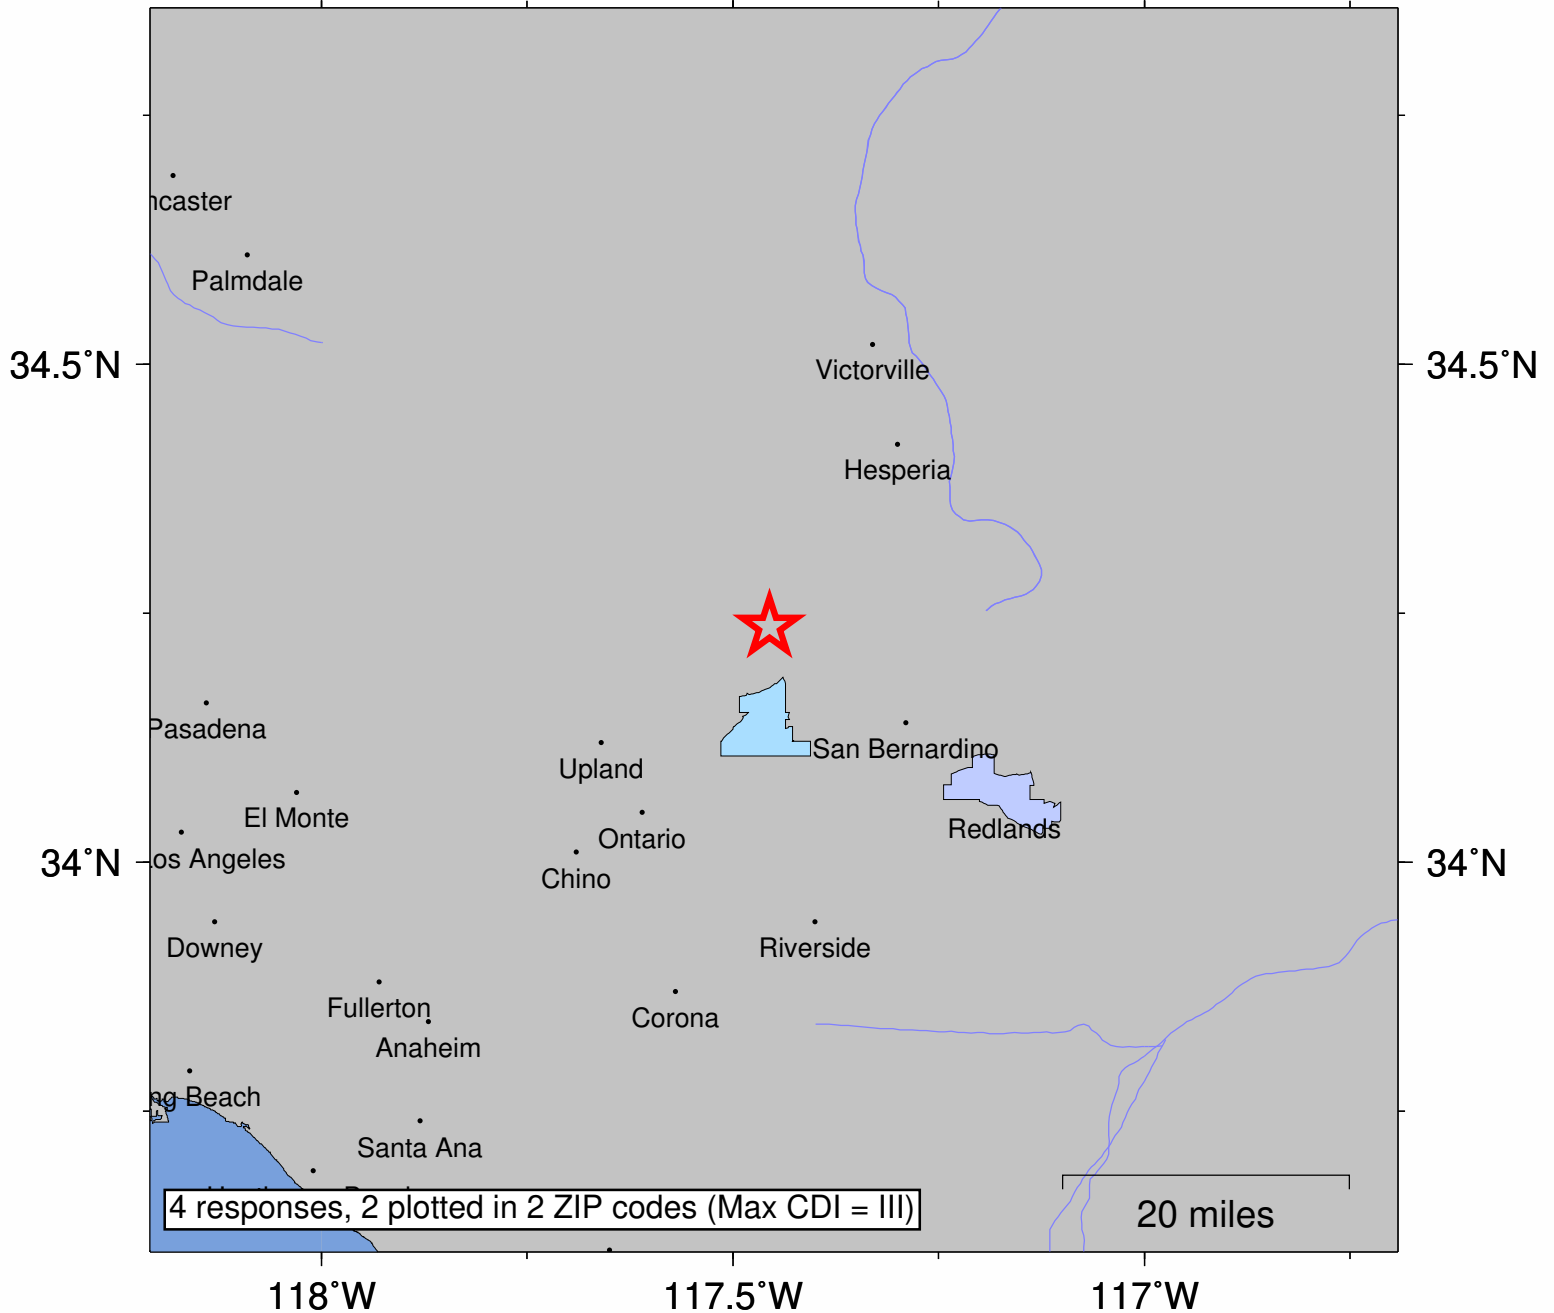 ncaster
Palmdale
34.5°N
34.5°N
Victorville
Hesperia
Pasadena
San Bernardino
Upland
El Monte
Ontario
Redlands
os Angeles
34°N
34°N
Chino
Downey
Riverside
Fullerton
Corona
Anaheim
ng Beach
Santa Ana
4 responses, 2 plotted in 2 ZIP codes (Max CDI = III)
20 miles
118°W
117.5°W
117°W